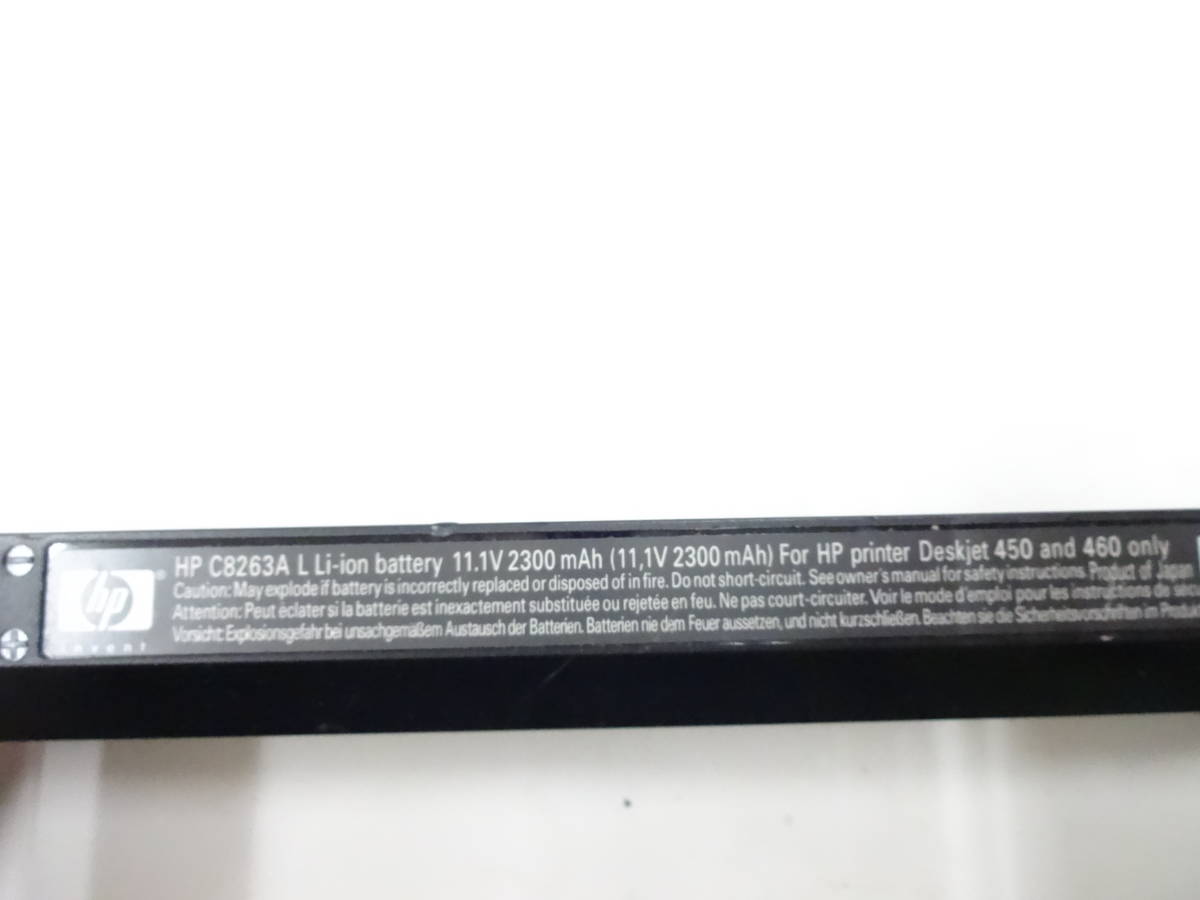 hp
invent
HP C8263A L Li-ion battery 11.1V 2300 mAh (11,1V 2300 mAh) For HP printer Deskjet 450 and 460 only
Caution: May explode if battery is incorrectly replaced or disposed of in fire. Do not short-circuit. See owner's manual for safety instructions. Product of Japan
Attention: Peut éclater si la batterie est inexactement substituée ou rejetée en feu. Ne pas court-circuiter. Voir le mode d'emploi pour les instructions de
Vorsicht: Explosionsgefahr bei unsachgemäßem Austausch der Batterien. Batterien nie dem Feuer aussetzen, und nicht kurzschließen. Beachten sie die Sicherheitsvorschriften im